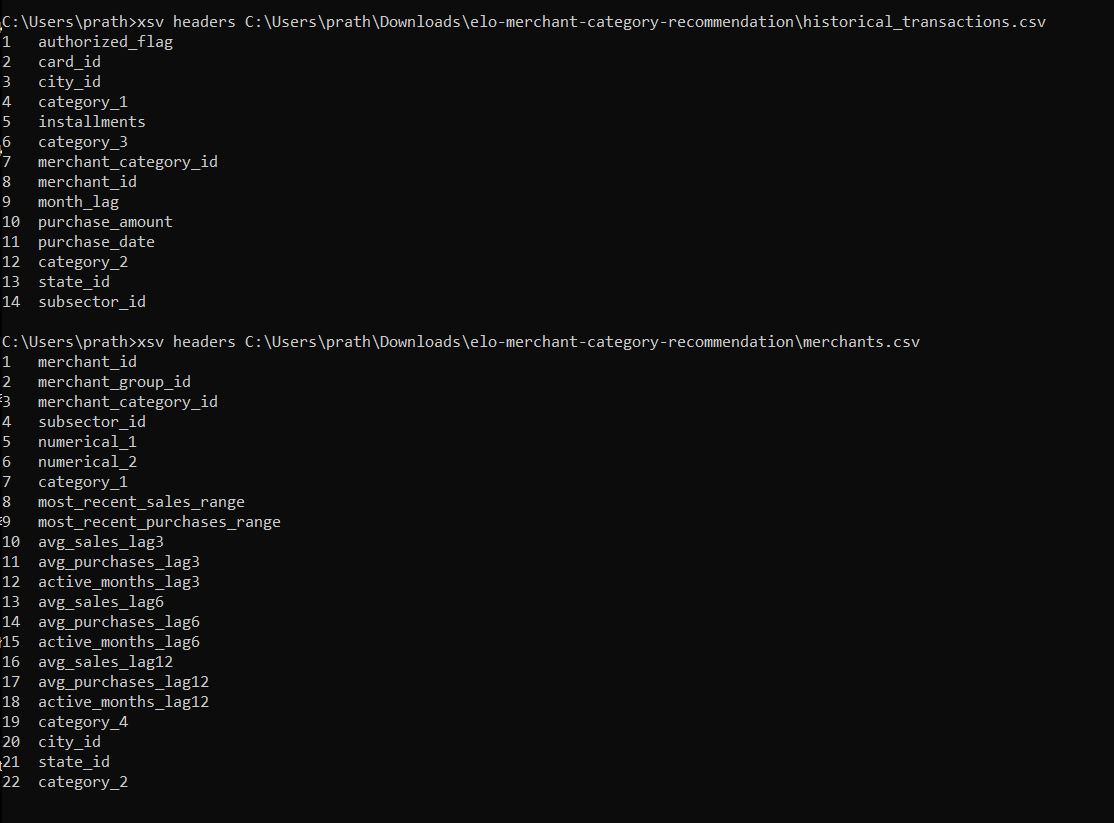 C:\Users\prath>xsv headers C:\Users\prath\Downloads\elo-merchant-category-recommendation\historical_transactions.csv
1 authorized_flag
2 card_id
3 city_id
4 category_1
5 installments
6 category_3
7 merchant_category_id
8 merchant_id
9 month_lag
10 purchase_amount
11 purchase_date
12 category_2
13 state_id
14 subsector_id
C:\Users\prath>xsv headers C:\Users\prath\Downloads\elo-merchant-category-recommendation\merchants.csv
1 merchant_id
2 merchant_group_id
3 merchant_category_id
4 subsector_id
5 numerical_1
6 numerical_2
7 category_1
8 most_recent_sales_range
9 most_recent_purchases_range
10 avg_sales_lag3
11 avg_purchases_lag3
12 active_months_lag3
13 avg_sales_lag6
14 avg_purchases_lag6
15 active_months_lag6
16 avg_sales_lag12
17 avg_purchases_lag12
18 active_months_lag12
19 category_4
20 city_id
21 state_id
22 category_2